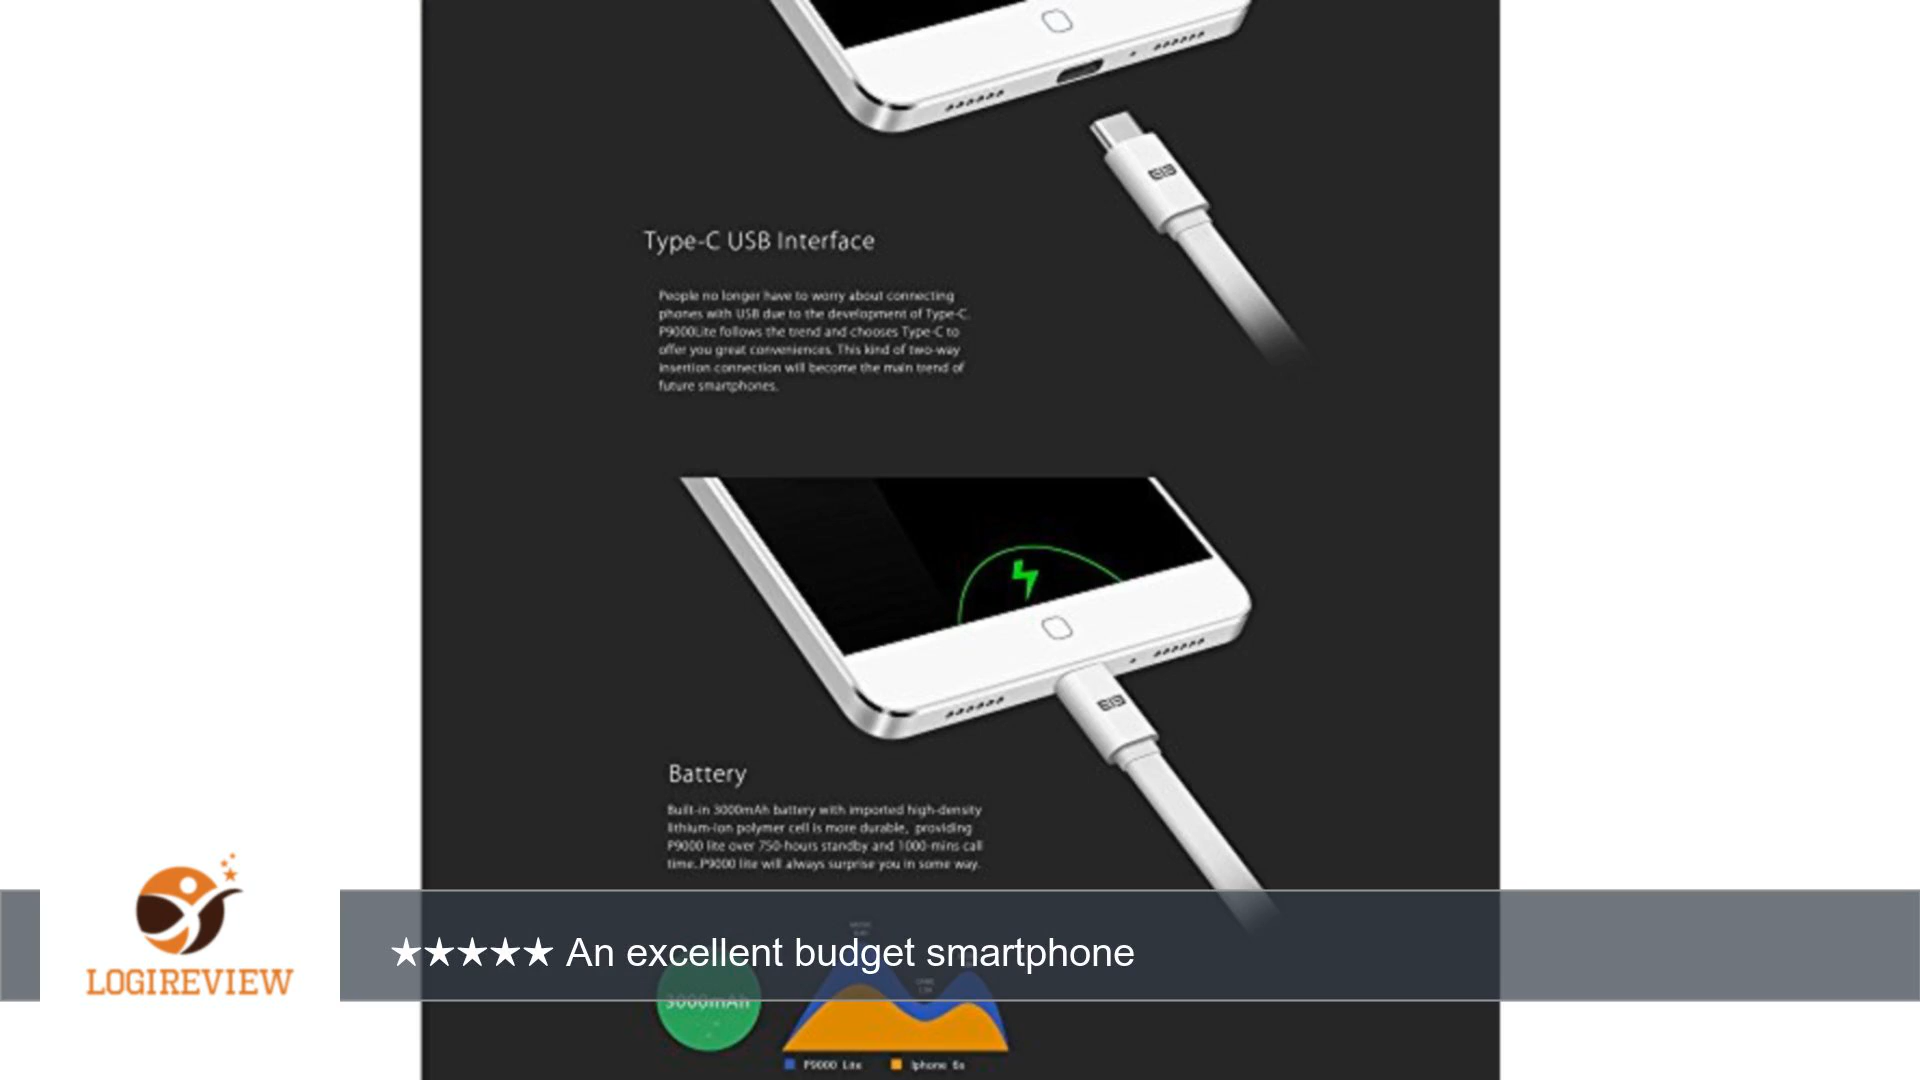 Type-C USB Interface
People no longer have to worry about connecting
phones with USB due to the development of Type-C.
P9000Lite follows the trend and chooses Type-C to
offer you great conveniences. This kind of two-way
insertion connection will become the main trend of
future smartphones.
Battery
Built-in 3000mAh battery with imported high-density
lithium-ion polymer cell is more durable, providing
P9000 lite over 750-hours standby and 1000-mins call
time. P9000 lite will always surprise you in some way.
★★★★★ An excellent budget smartphone
LOGIREVIEW
3000mAh
P9000 Lite
Iphone 6s